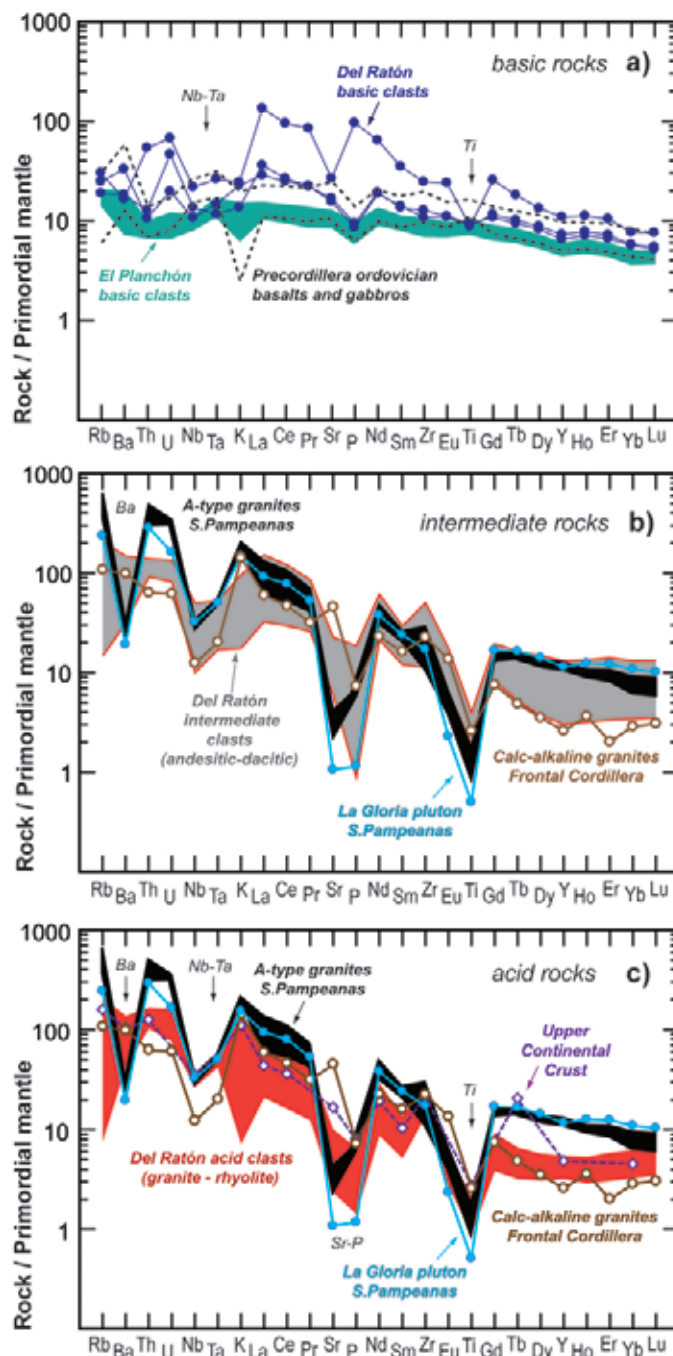 1000
basic rocks a)
Del Ratón
basic clasts
Nb-Ta
100
Ti
10
El Planchón
basic clasts
Precordillera ordovician
basalts and gabbros
1
Rock / Primordial mantle
Rb Ba Th U Nb Ta K La Ce Pr Sr P Nd Sm Zr Eu Ti Gd Tb Dy Y Ho Er Yb Lu
1000
Ba
A-type granites
S.Pampeanas
intermediate rocks b)
100
10
Del Ratón
intermediate
clasts
(andesitic-dacitic)
Calc-alkaline granites
Frontal Cordillera
1
La Gloria pluton
S.Pampeanas
Rock / Primordial mantle
Rb Ba Th U Nb Ta K La Ce Pr Sr P Nd Sm Zr Eu Ti Gd Tb Dy Y Ho Er Yb Lu
1000
Ba
Nb-Ta
A-type granites
S.Pampeanas
acid rocks c)
100
Upper
Continental
Crust
10
Ti
Del Ratón acid clasts
(granite - rhyolite)
Calc-alkaline granites
Frontal Cordillera
1
Sr-P
La Gloria pluton
S.Pampeanas
Rock / Primordial mantle
Rb Ba Th U Nb Ta K La Ce Pr Sr P Nd Sm Zr Eu Ti Gd Tb Dy Y Ho Er Yb Lu